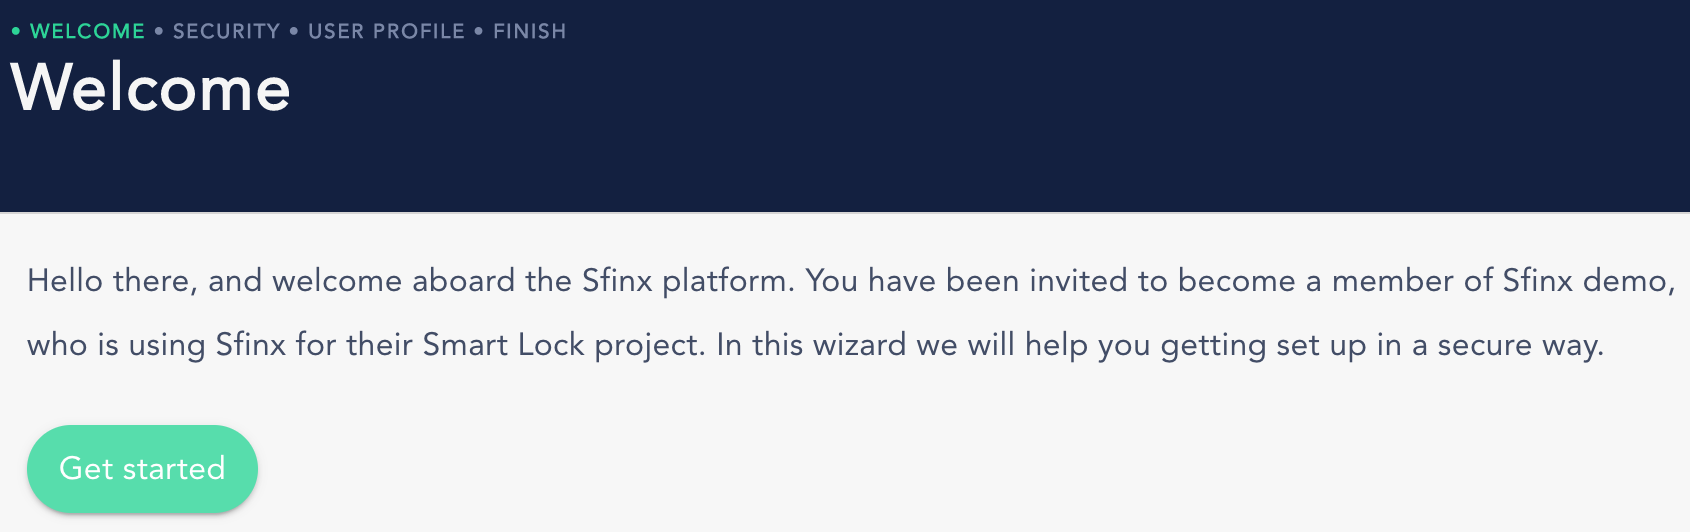 • WELCOME • SECURITY • USER PROFILE • FINISH
Welcome
Hello there, and welcome aboard the Sfinx platform. You have been invited to become a member of Sfinx demo,
who is using Sfinx for their Smart Lock project. In this wizard we will help you getting set up in a secure way.
Get started